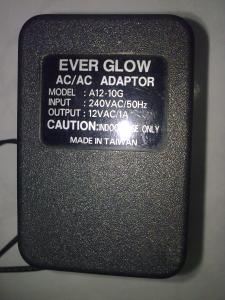 EVER GLOW
AC/AC ADAPTOR
MODEL : A12-10G
INPUT : 240VAC/50Hz
OUTPUT : 12VAC/1A
CAUTION:INDOOR USE ONLY
MADE IN TAIWAN